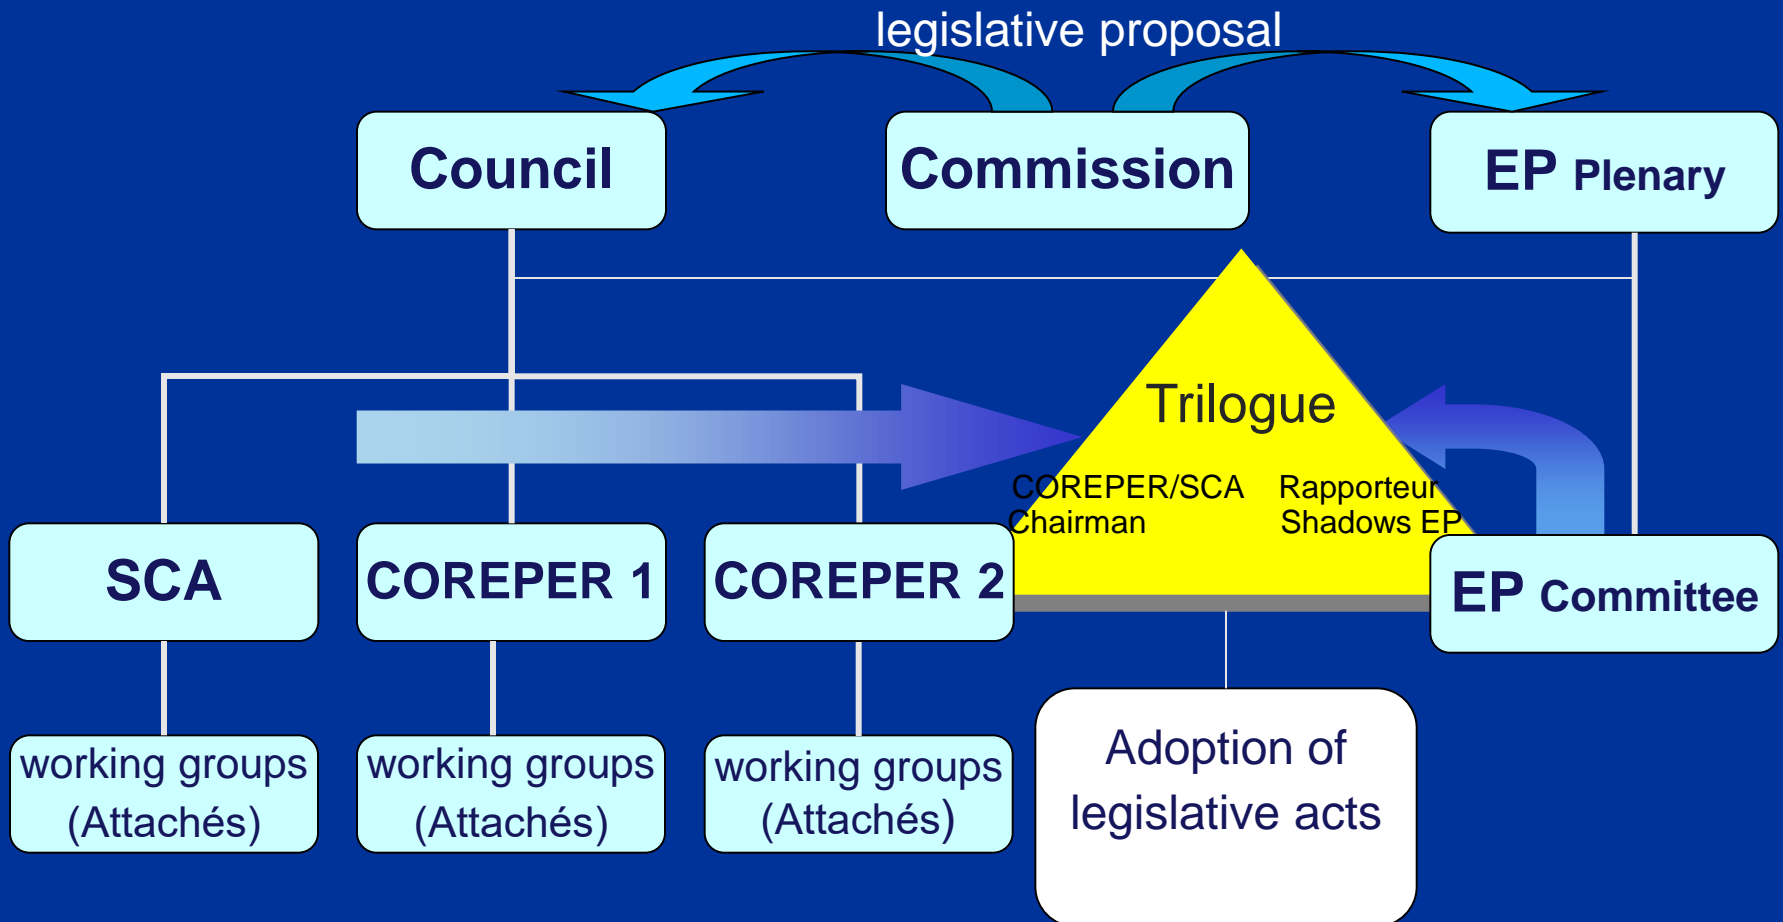 legislative proposal
Council
Commission
EP Plenary
Trilogue
COREPER/SCA
Chairman
Rapporteur
Shadows EP
SCA
COREPER 1
COREPER 2
EP Committee
working groups
(Attachés)
working groups
(Attachés)
working groups
(Attachés)
Adoption of
legislative acts